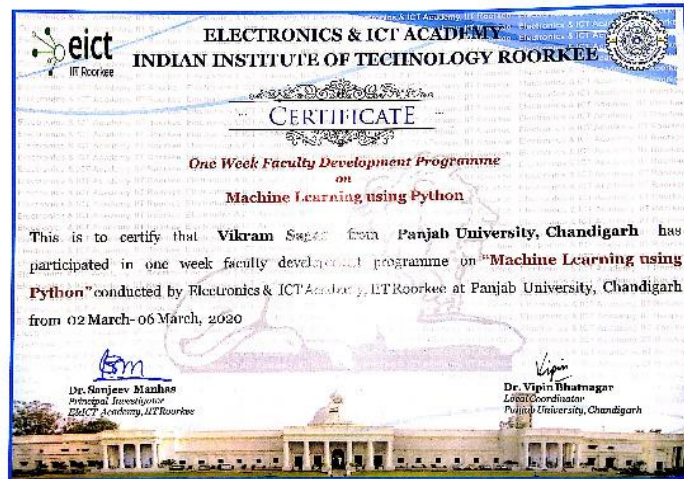 eict
IIT Roorkee
ELECTRONICS & ICT ACADEMY
INDIAN INSTITUTE OF TECHNOLOGY ROORKEE
CERTIFICATE
One Week Faculty Development Programme
on
Machine Learning using Python
This is to certify that Vikram Sagar from Panjab University, Chandigarh has
participated in one week faculty development programme on “Machine Learning using
Python” conducted by Electronics & ICT Academy, IIT Roorkee at Panjab University, Chandigarh
from 02 March- 06 March, 2020
Dr. Sanjeev Manhas
Principal Investigator
E&ICT Academy, IIT Roorkee
Vipin
Dr. Vipin Bhatnagar
Local Coordinator
Panjab University, Chandigarh